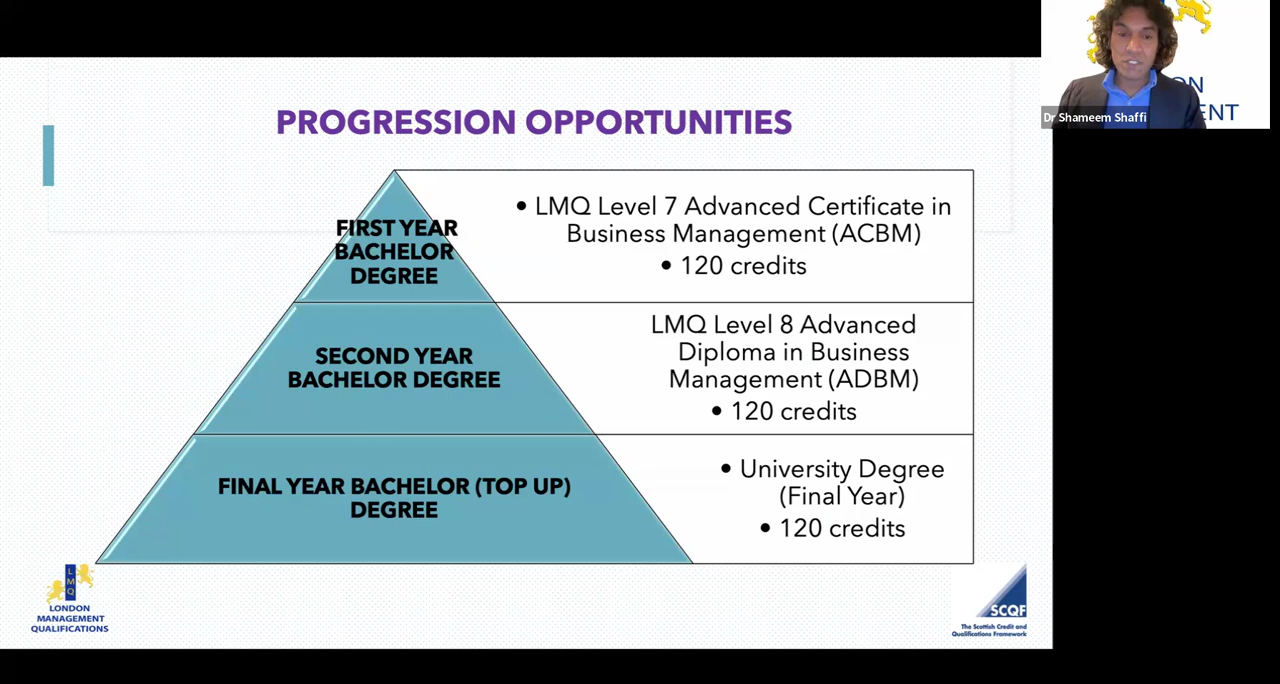 PROGRESSION OPPORTUNITIES
FIRST YEAR
BACHELOR
DEGREE
• LMQ Level 7 Advanced Certificate in
Business Management (ACBM)
• 120 credits
SECOND YEAR
BACHELOR DEGREE
LMQ Level 8 Advanced
Diploma in Business
Management (ADBM)
• 120 credits
FINAL YEAR BACHELOR (TOP UP)
DEGREE
• University Degree
(Final Year)
• 120 credits
L
M
Q
LONDON
MANAGEMENT
QUALIFICATIONS
SCQF
The Scottish Credit and
Qualifications Framework
ON
ENT
Dr Shameem Shaffi